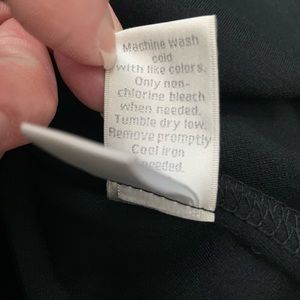 Machine wash
cold
with like colors.
Only non-
chlorine bleach
when needed.
Tumble dry low.
Remove promptly
Cool iron
needed.